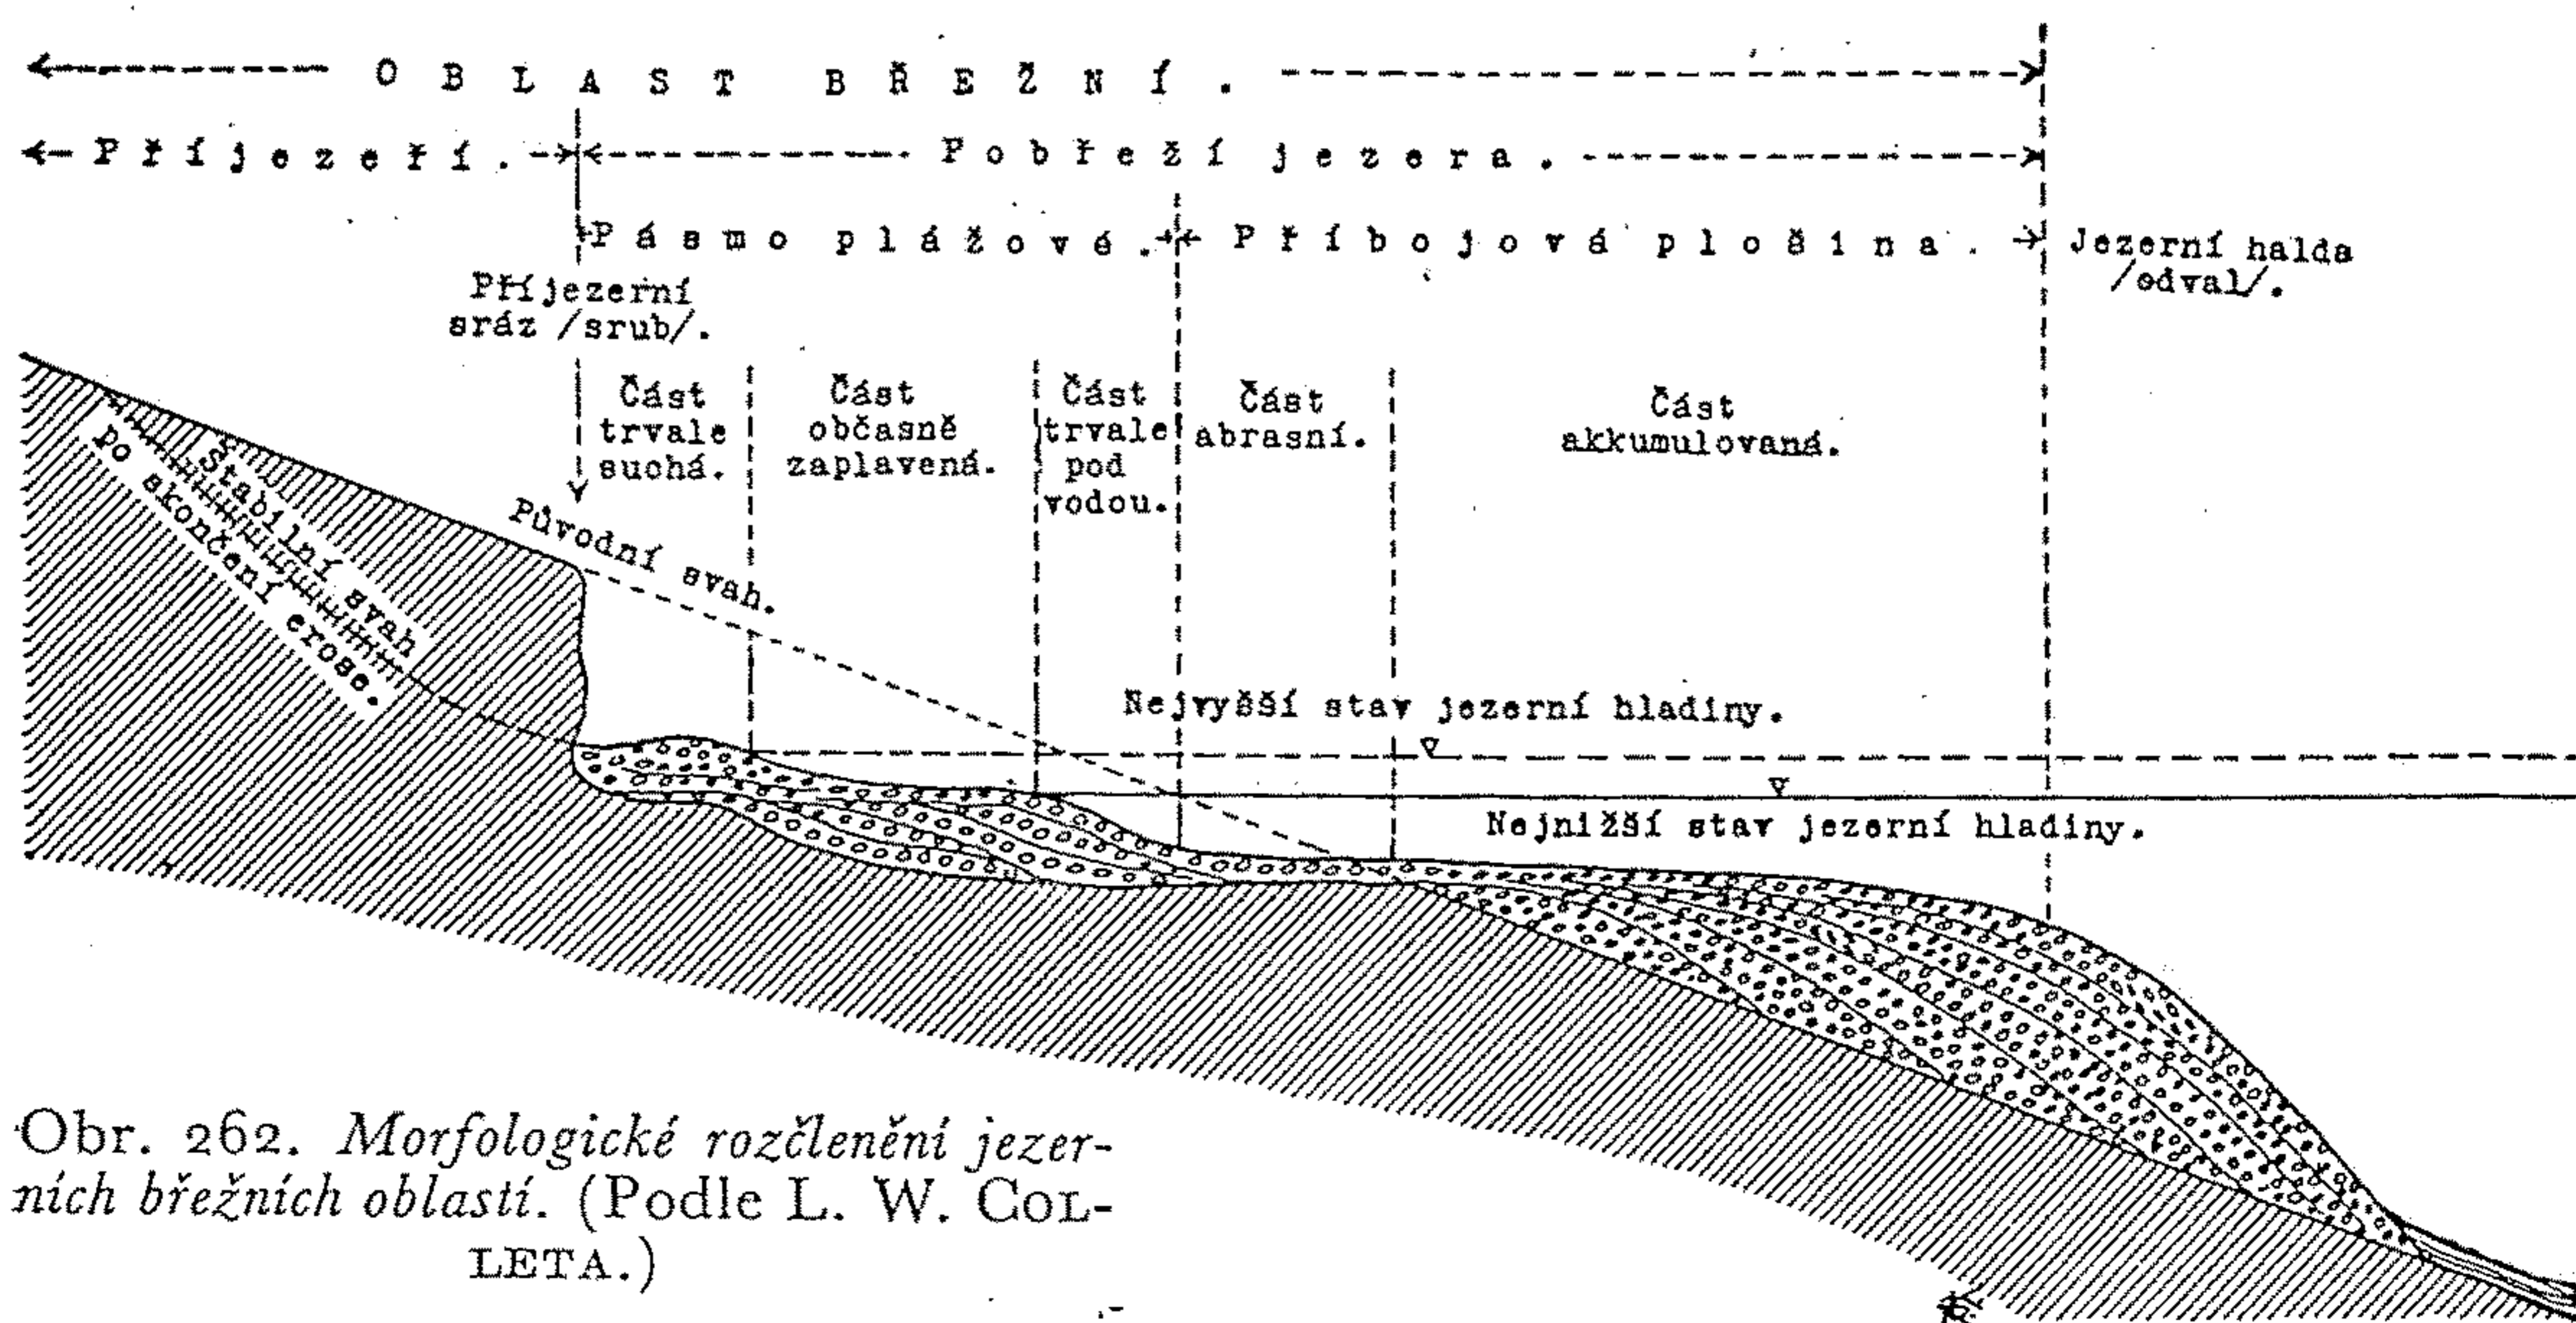 OBLAST BŘEŽNÍ.
Příjezeří. Pobřeží jezera.
Pásmo plážové. Příbojová plošina. Jezerní halda
/odval/.
Příjezerní
sráz /srub/.
Část
trvale
suchá.
Část
občasně
zaplavená.
Část
trvale
pod
vodou.
Část
abrasní.
Část
akkumulovaná.
Původní svah.
Stabilní svah
po skončení erose.
Nejvyšší stav jezerní hladiny.
Nejnižší stav jezerní hladiny.
Obr. 262. Morfologické rozčlenění jezer-
ních břežních oblastí. (Podle L. W. COL-
LETA.)